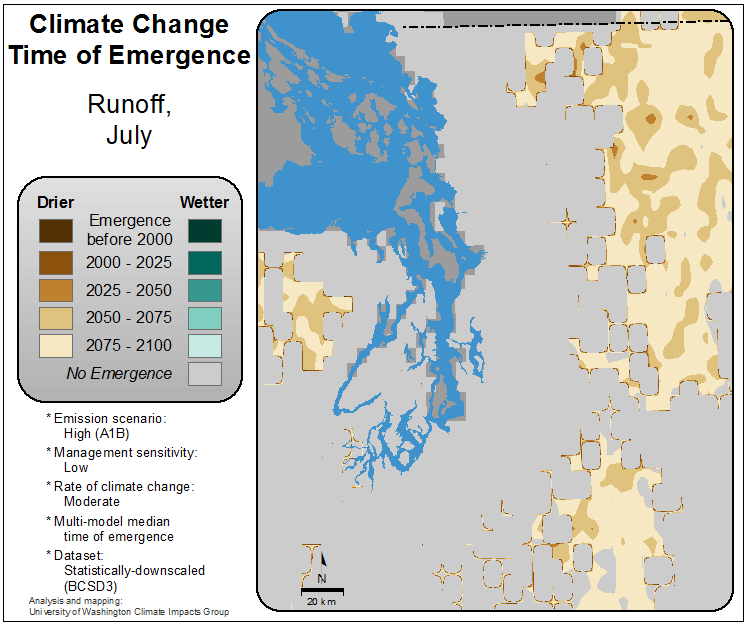 Climate Change
Time of Emergence
Runoff,
July
Drier
Wetter
Emergence
before 2000
2000 - 2025
2025 - 2050
2050 - 2075
2075 - 2100
No Emergence
* Emission scenario:
High (A1B)
* Management sensitivity:
Low
* Rate of climate change:
Moderate
* Multi-model median
time of emergence
* Dataset:
Statistically-downscaled
(BCSD3)
Analysis and mapping:
University of Washington Climate Impacts Group
N
20 km